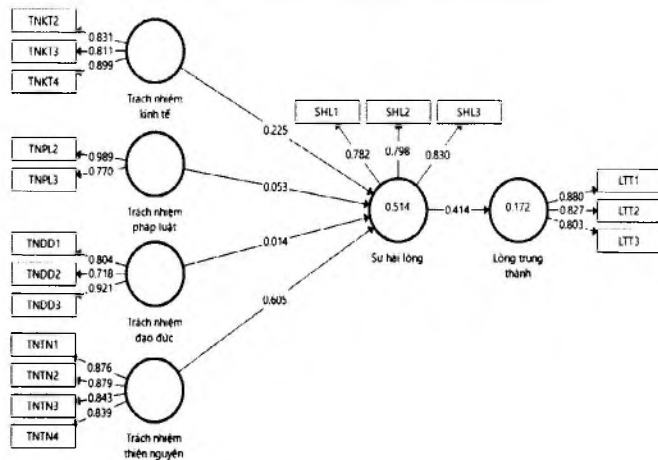 TNKT2
TNKT3
TNKT4
0.831
0.811
0.899
Trách nhiệm
kinh tế
0.225
TNPL2
TNPL3
0.989
0.770
Trách nhiệm
pháp luật
0.053
TNDD1
TNDD2
TNDD3
0.804
0.718
0.921
Trách nhiệm
đạo đức
0.014
TNTN1
TNTN2
TNTN3
TNTN4
0.876
0.879
0.843
0.839
Trách nhiệm
thiện nguyện
0.605
SHL1
SHL2
SHL3
0.782
0.798
0.830
0.514
Sự hài lòng
0.414
0.172
Lòng trung
thành
0.880
0.827
0.803
LTT1
LTT2
LTT3